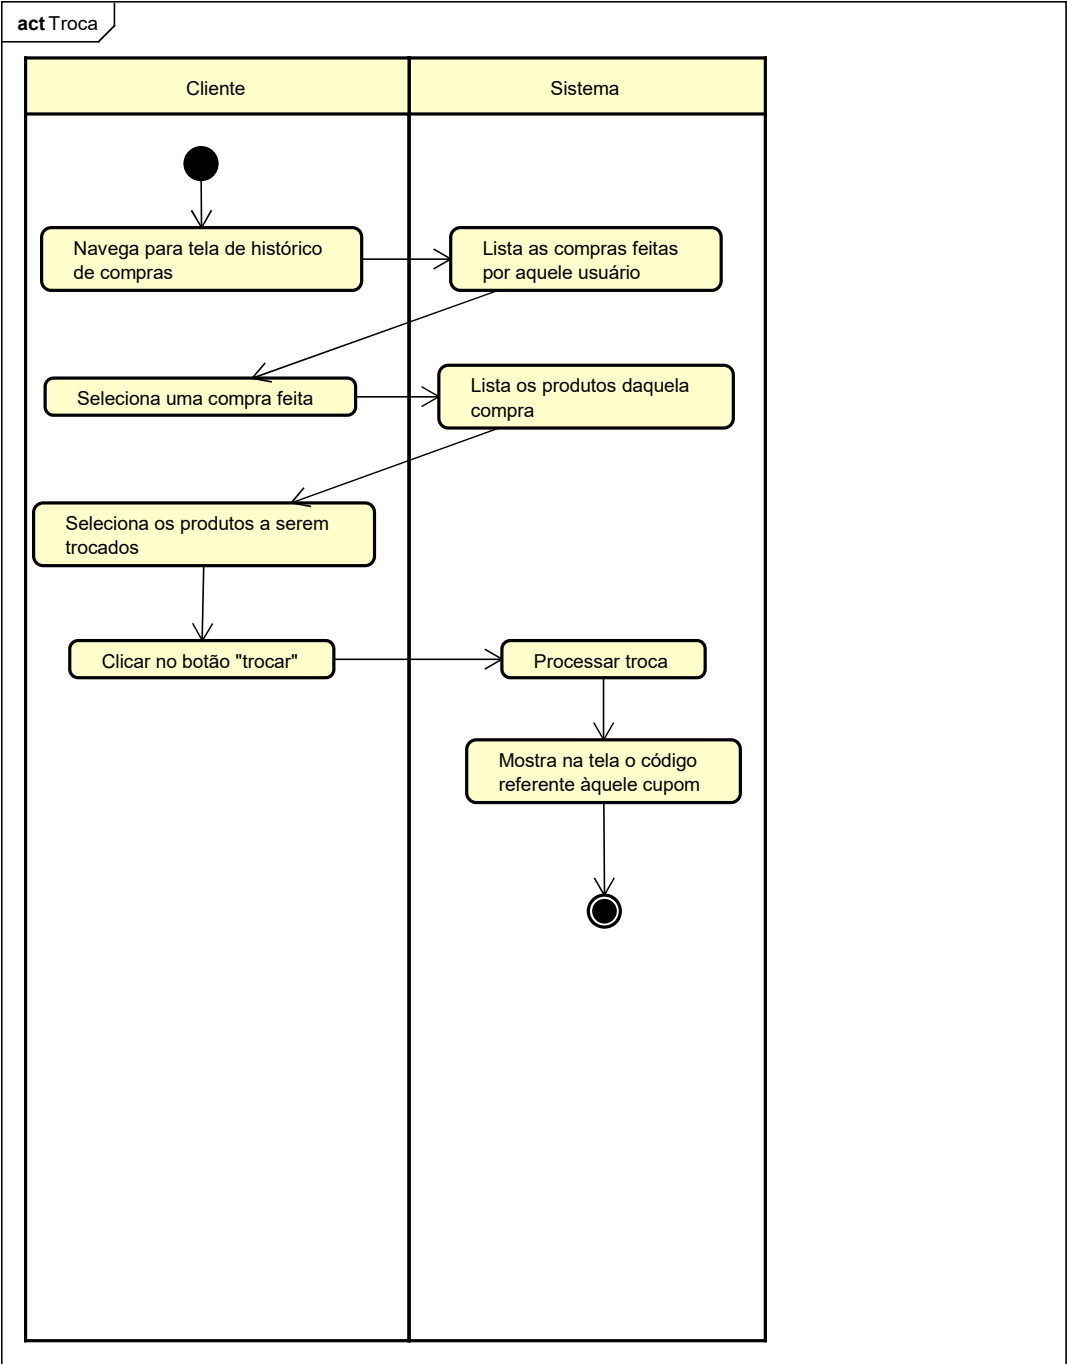 act Troca
Cliente
Sistema
Navega para tela de histórico
de compras
Lista as compras feitas
por aquele usuário
Seleciona uma compra feita
Lista os produtos daquela
compra
Seleciona os produtos a serem
trocados
Clicar no botão "trocar"
Processar troca
Mostra na tela o código
referente àquele cupom